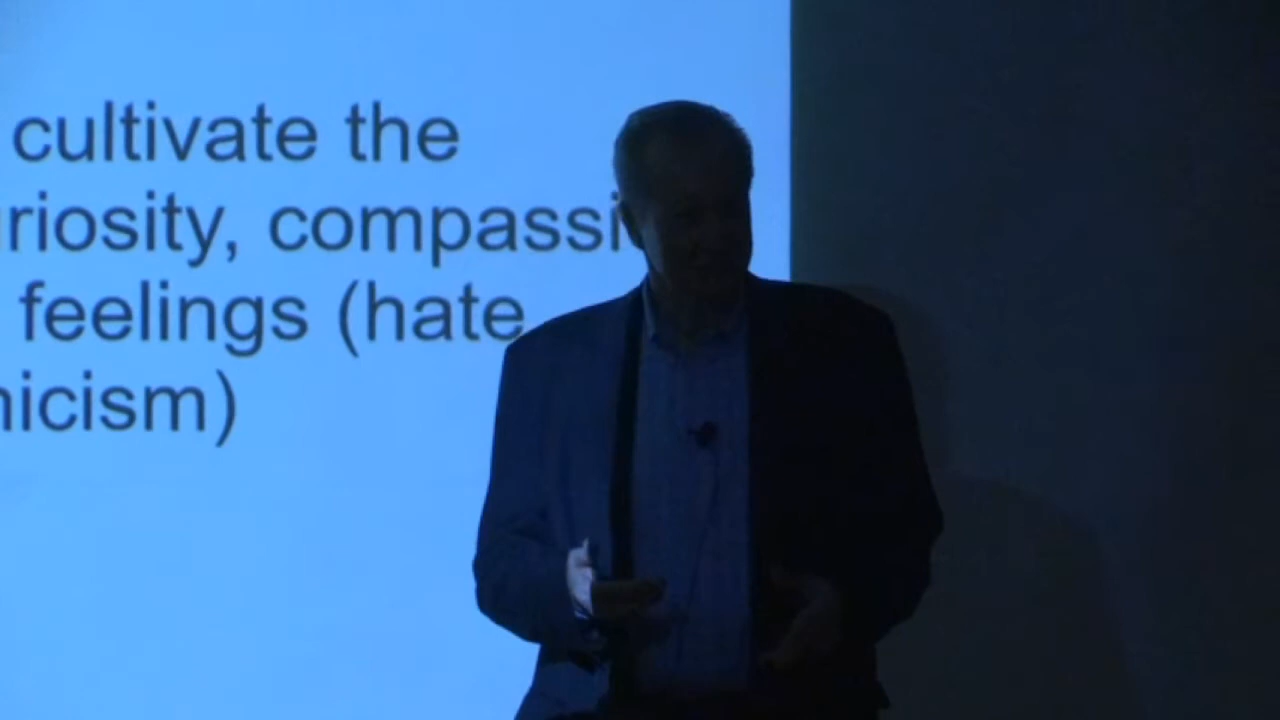 cultivate the
riosity, compassi
feelings (hate
nicism)